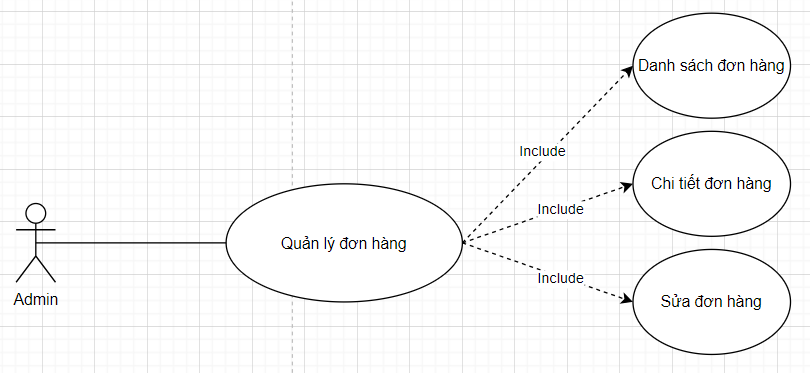 Danh sách đơn hàng
Include
Chi tiết đơn hàng
Include
Quản lý đơn hàng
Include
Admin
Sửa đơn hàng